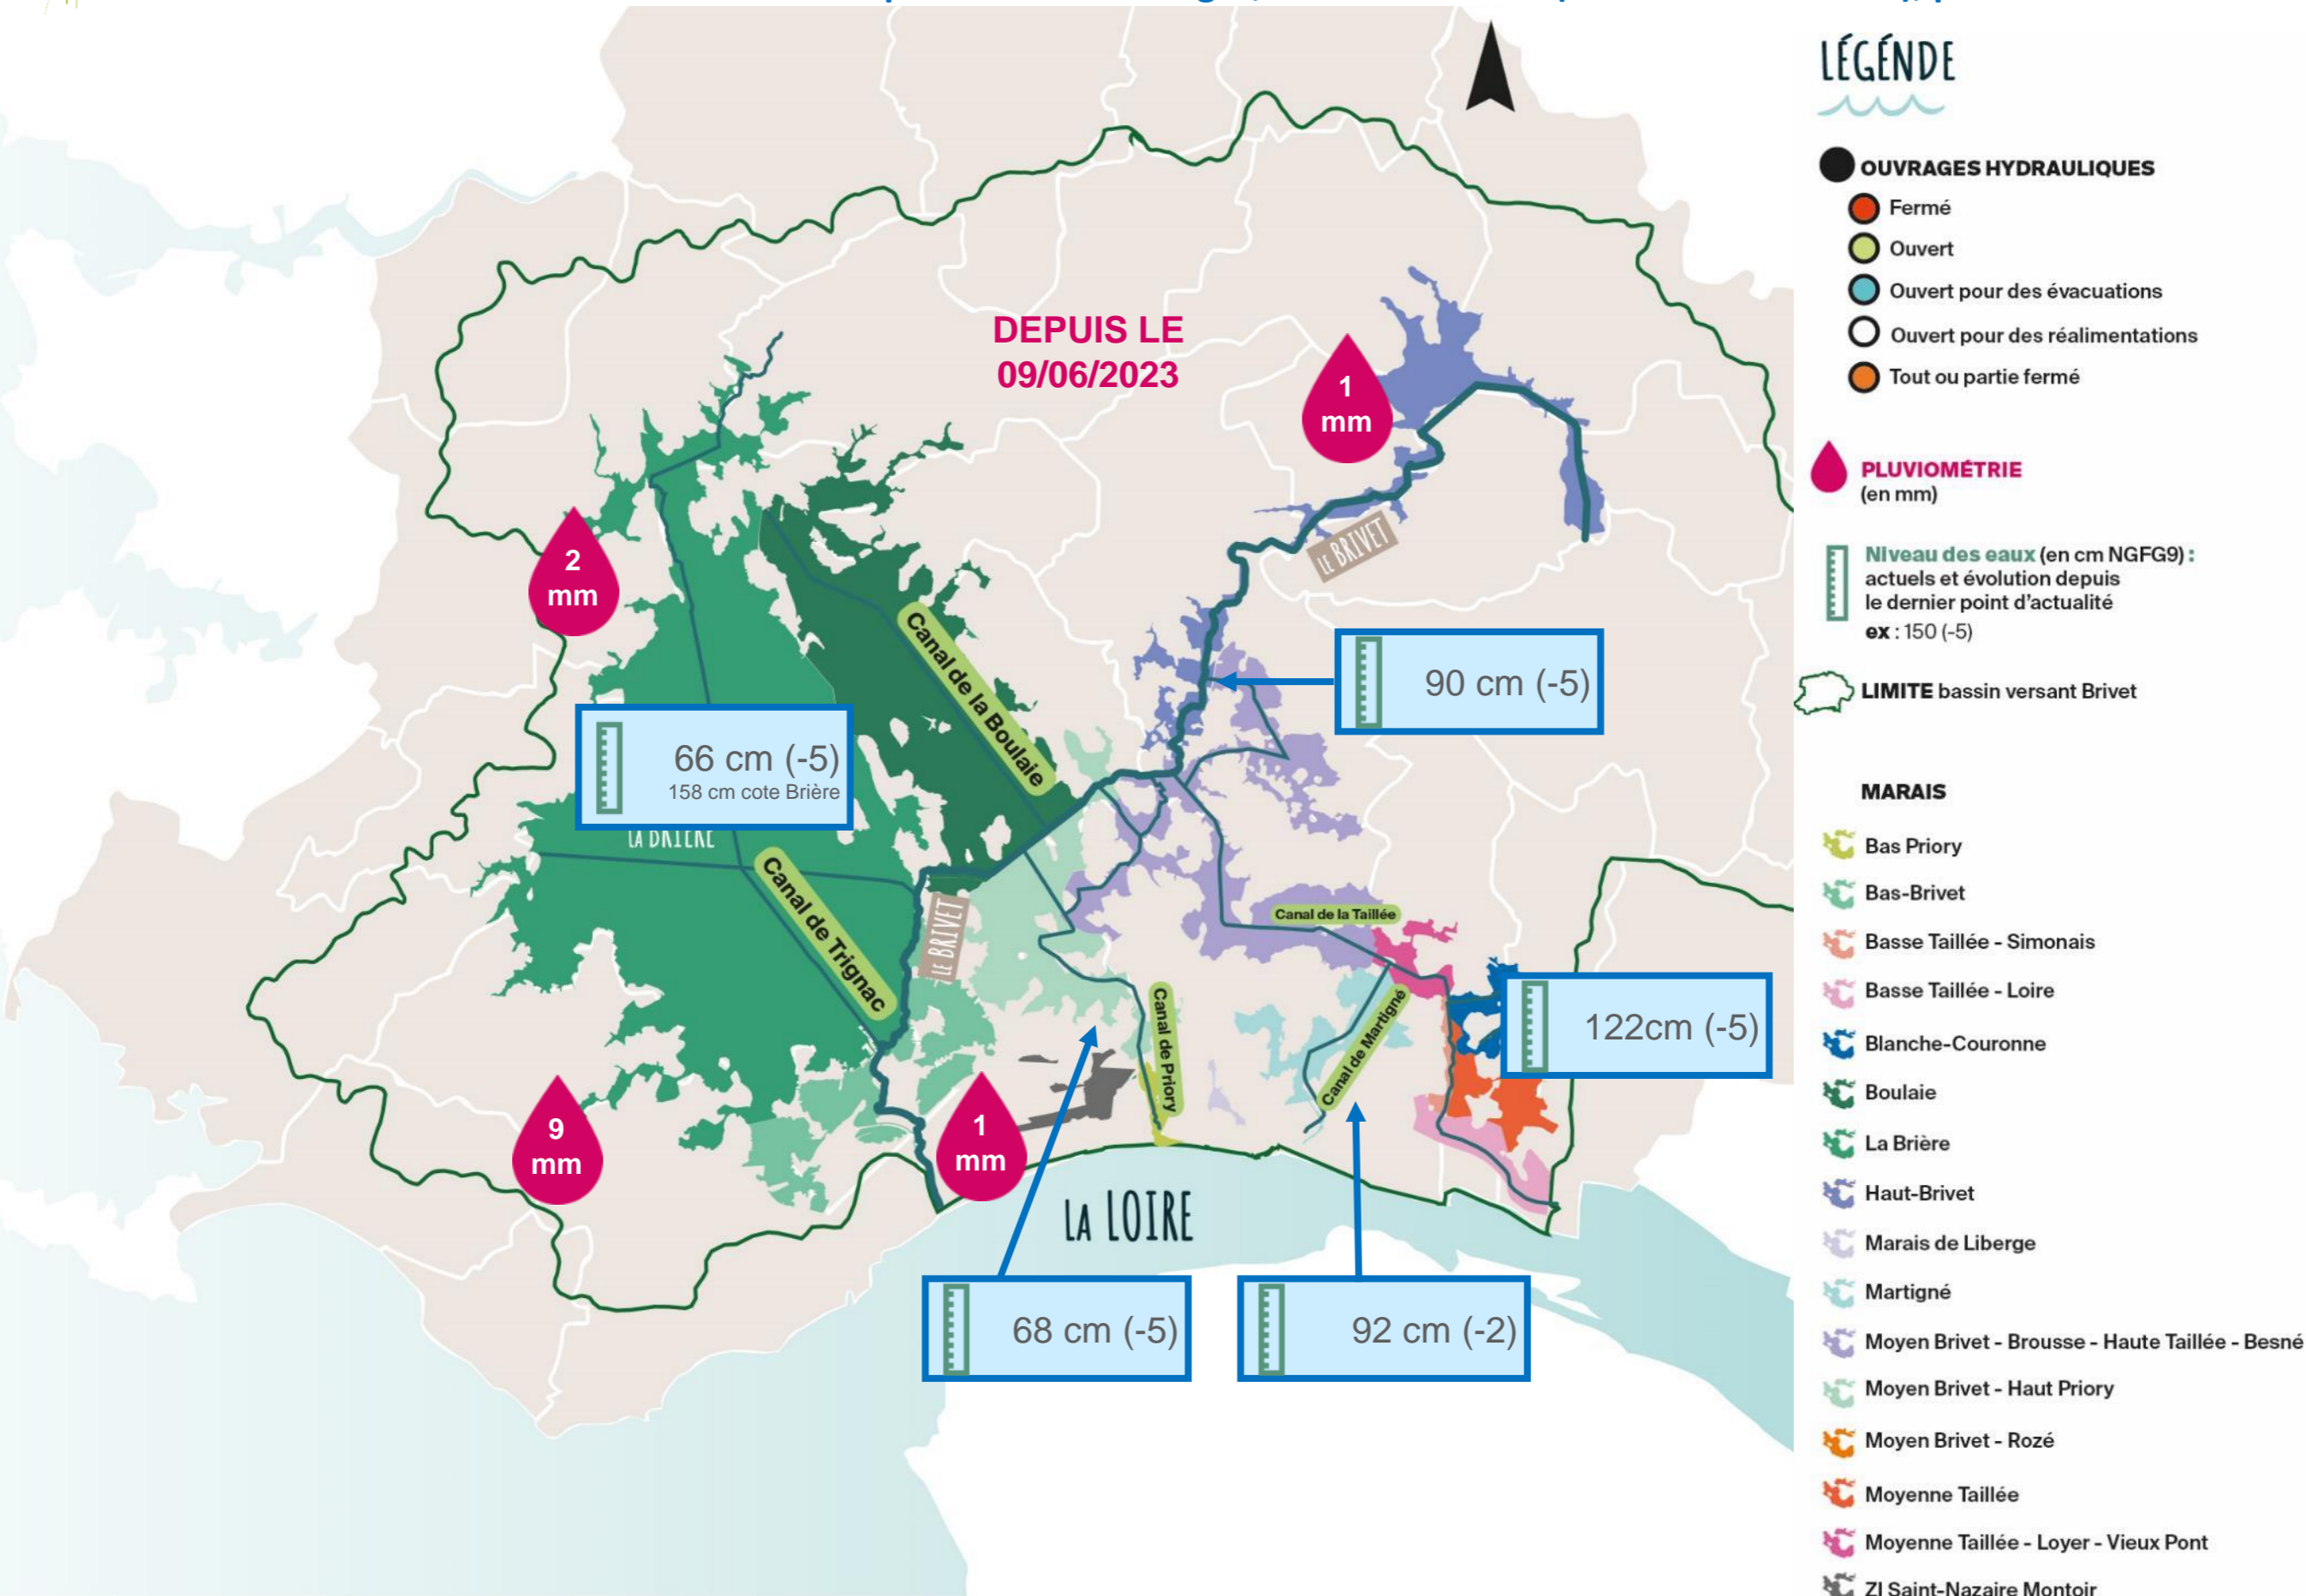 DEPUIS LE
09/06/2023
1
mm
2
mm
9
mm
1
mm
LE BRIVET
Canal de la Boulaie
90 cm (-5)
66 cm (-5)
158 cm cote Brière
LA BRIÈRE
Canal de Trignac
LE BRIVET
Canal de la Taillée
Canal de Priory
Canal de Martigné
122cm (-5)
LA LOIRE
68 cm (-5)
92 cm (-2)
LÉGÉNDE
OUVRAGES HYDRAULIQUES
Fermé
Ouvert
Ouvert pour des évacuations
Ouvert pour des réalimentations
Tout ou partie fermé
PLUVIOMÉTRIE
(en mm)
NIveau des eaux (en cm NGFG9) :
actuels et évolution depuis
le dernier point d'actualité
ex : 150 (-5)
LIMITE bassin versant Brivet
MARAIS
Bas Priory
Bas-Brivet
Basse Taillée - Simonais
Basse Taillée - Loire
Blanche-Couronne
Boulaie
La Brière
Haut-Brivet
Marais de Liberge
Martigné
Moyen Brivet - Brousse - Haute Taillée - Besné
Moyen Brivet - Haut Priory
Moyen Brivet - Rozé
Moyenne Taillée
Moyenne Taillée - Loyer - Vieux Pont
ZI Saint-Nazaire Montoir